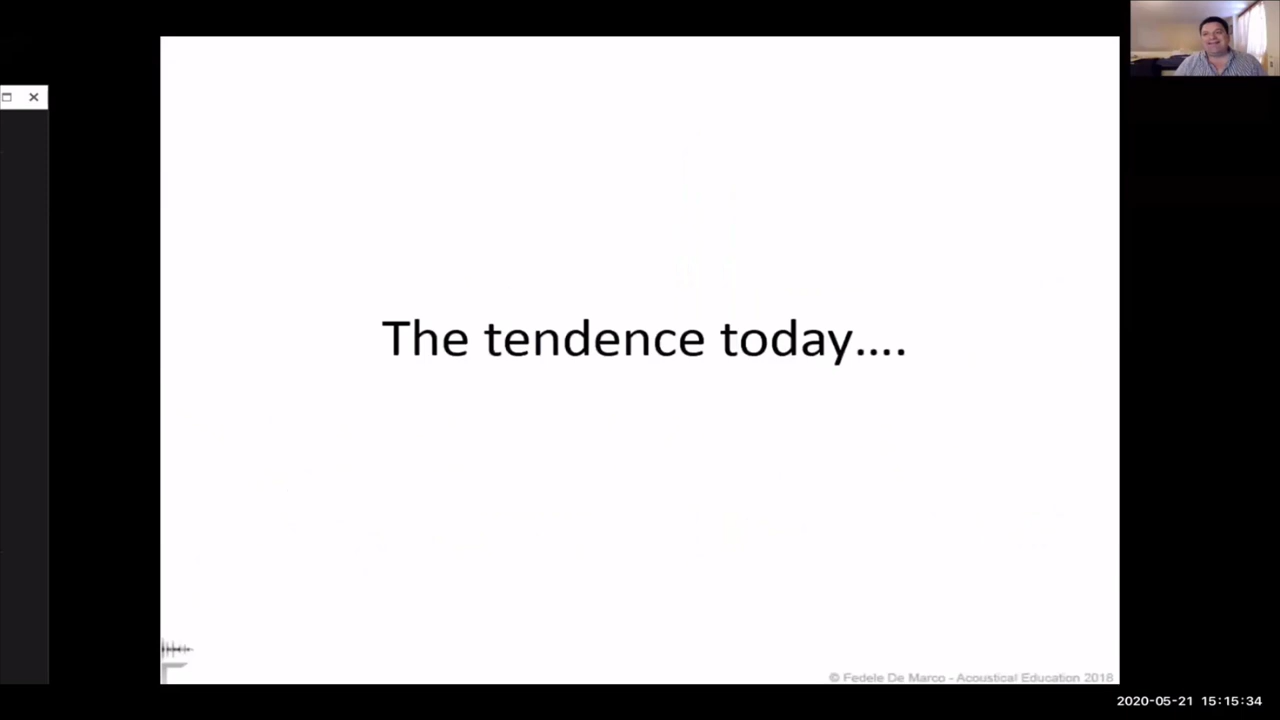 The tendence today....
© Fedele De Marco - Acoustical Education 2018
2020-05-21 15:15:34